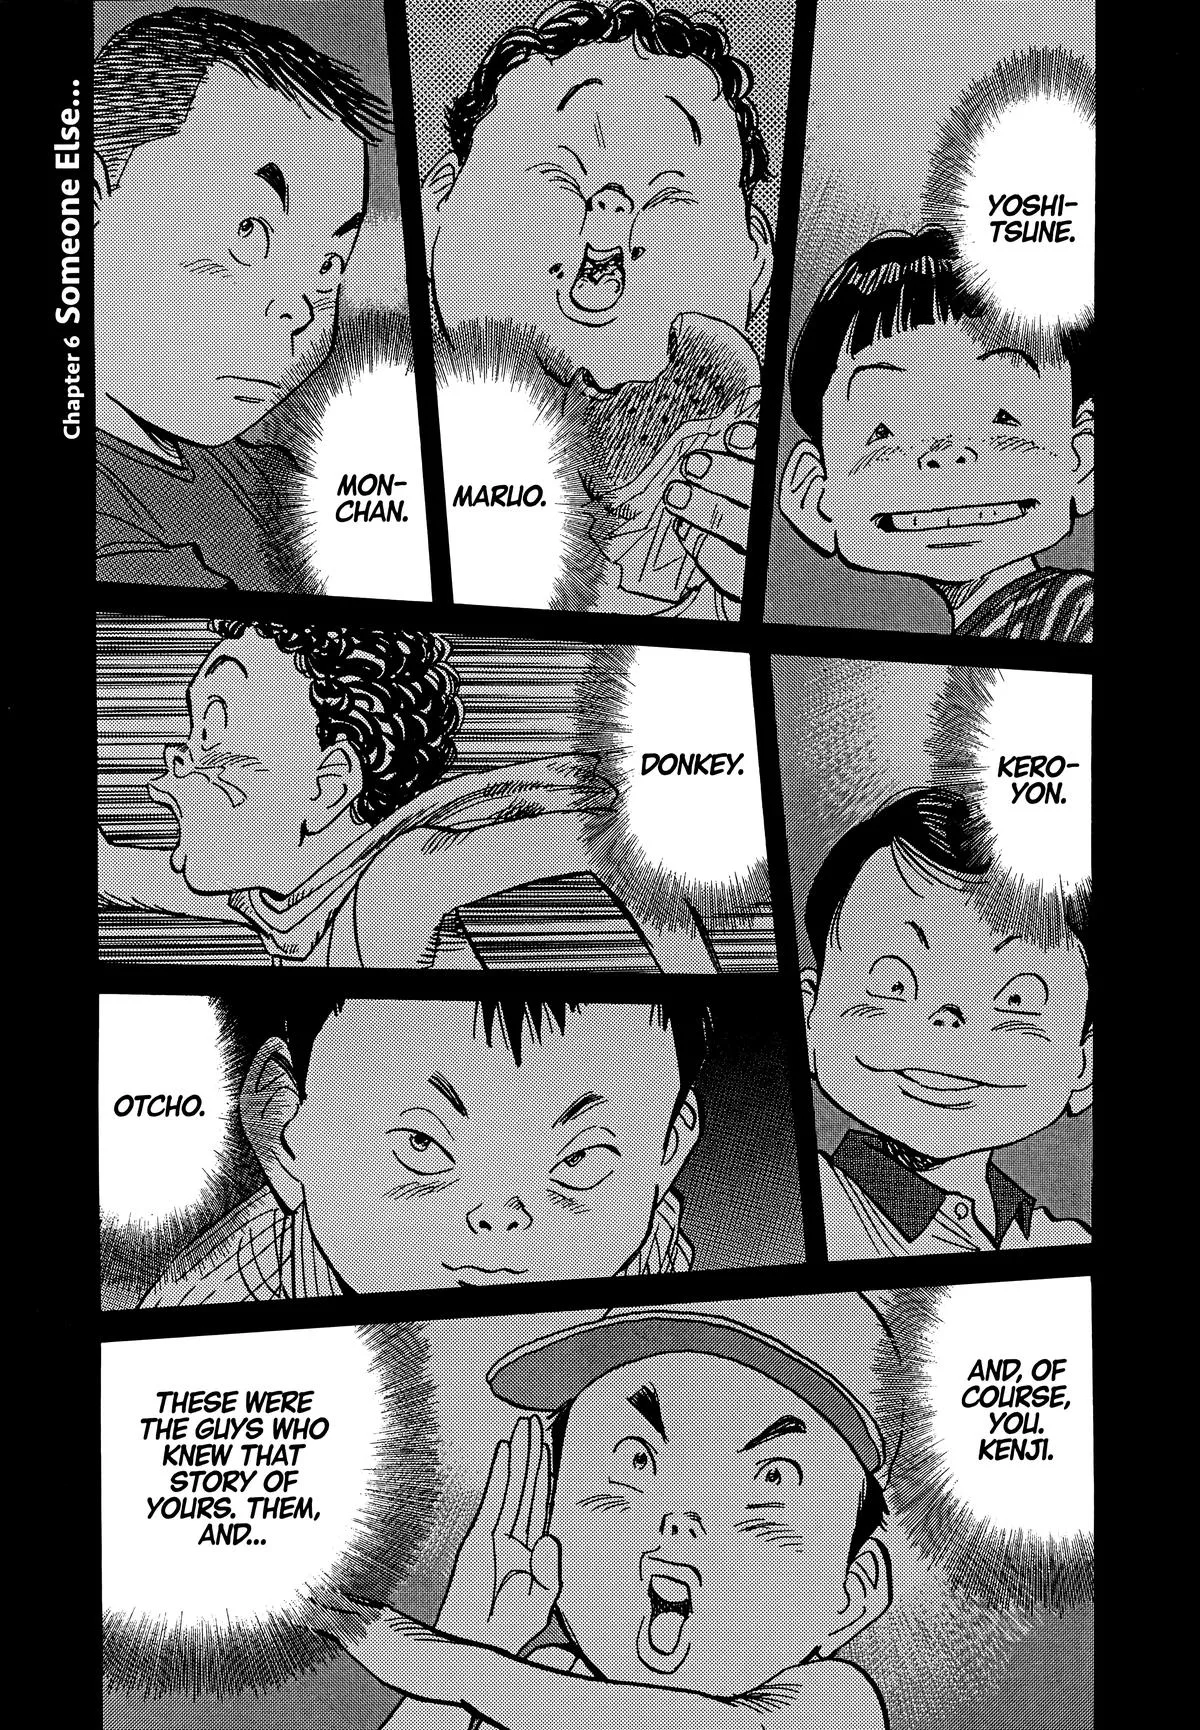 Chapter 6 Someone Else...
YOSHI-
TSUNE.
MARUO.
MON-
CHAN.
KERO-
YON.
DONKEY.
OTCHO.
AND, OF
COURSE,
YOU.
KENJI.
THESE WERE
THE GUYS WHO
KNEW THAT
STORY OF
YOURS. THEM,
AND...